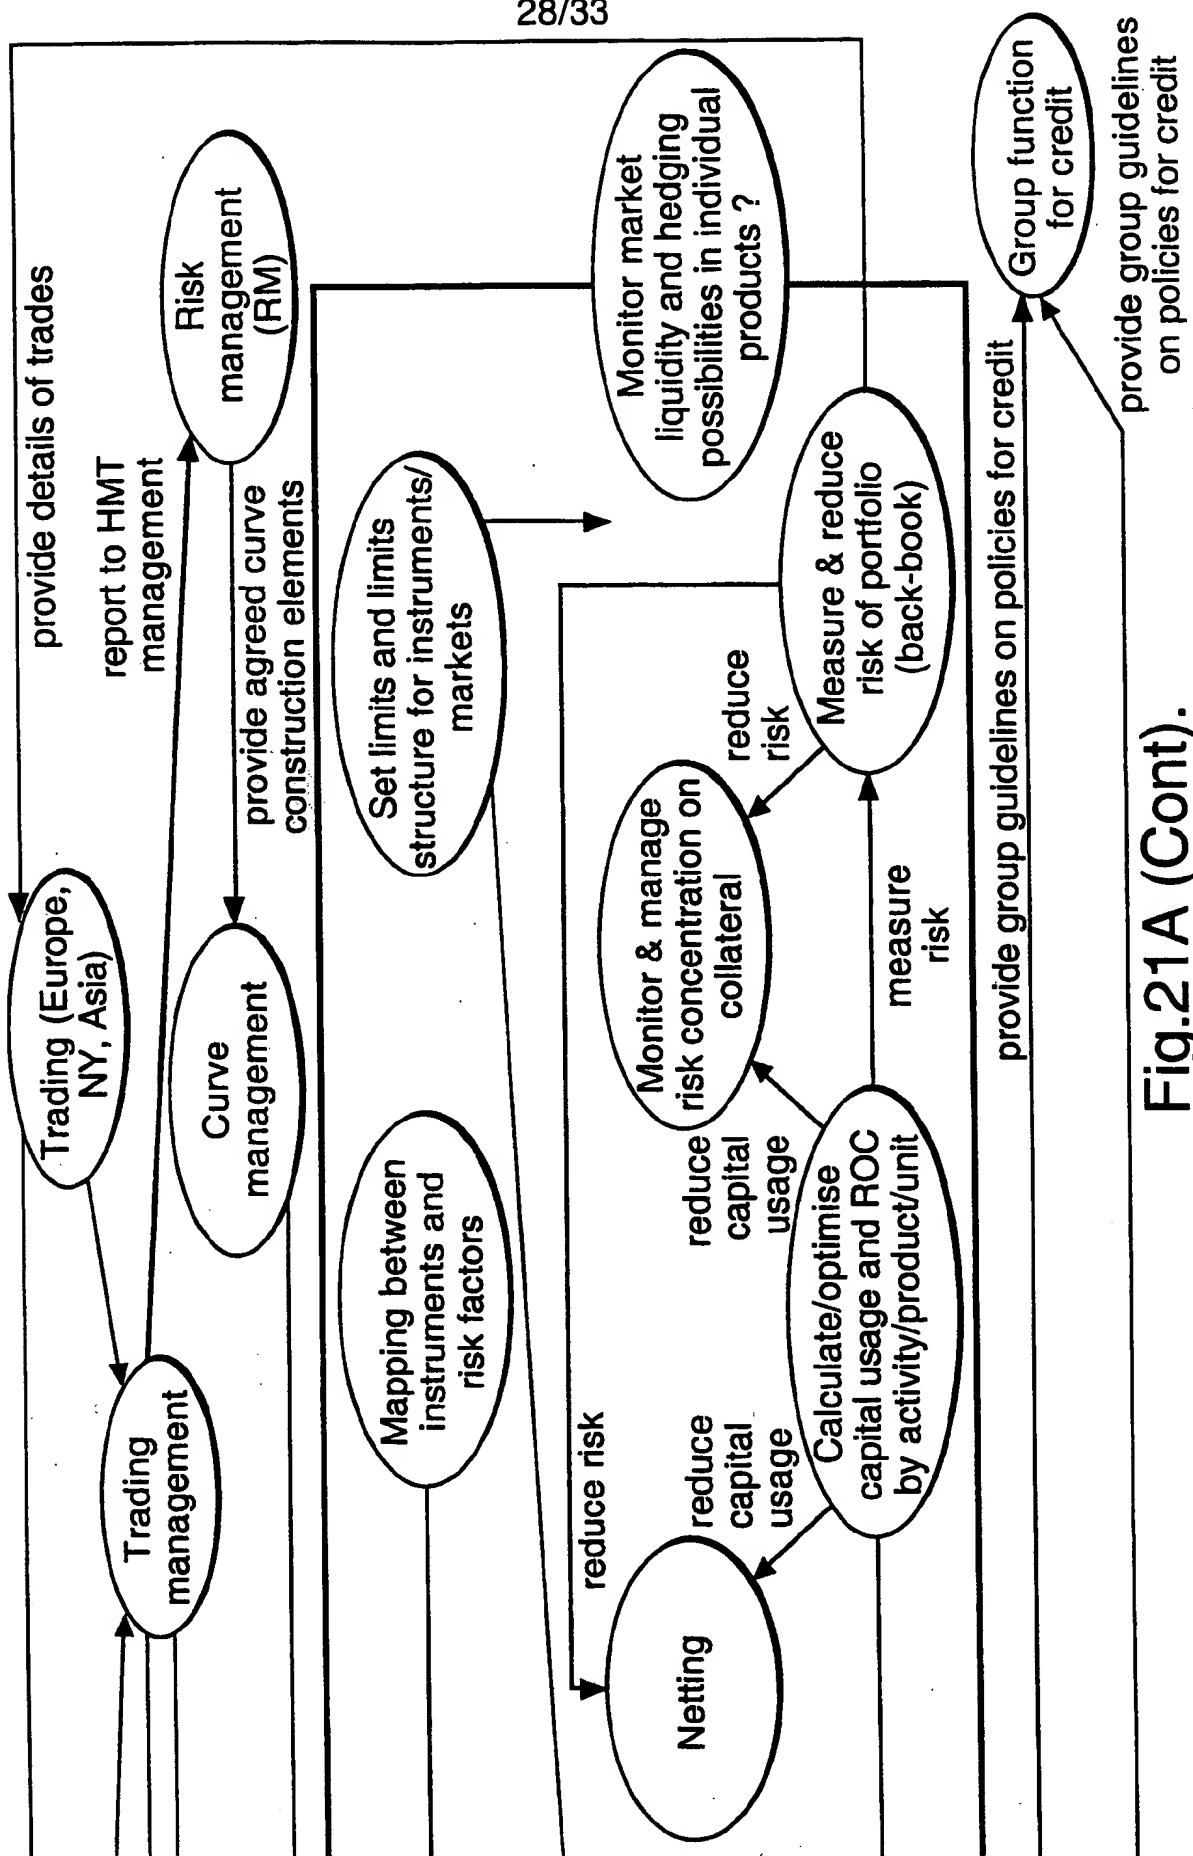 28/33
provide details of trades
Trading (Europe,
NY, Asia)
report to HMT
management
Risk
management
(RM)
Trading
management
Curve
management
provide agreed curve
construction elements
Mapping between
instruments and
risk factors
Set limits and limits
structure for instruments/
markets
Monitor market
liquidity and hedging
possibilities in individual
products ?
reduce risk
Netting
reduce
capital
usage
reduce
capital
usage
Monitor & manage
risk concentration on
collateral
reduce
risk
Calculate/optimise
capital usage and ROC
by activity/product/unit
measure
risk
Measure & reduce
risk of portfolio
(back-book)
provide group guidelines on policies for credit
Group function
for credit
provide group guidelines
on policies for credit
Fig.21A (Cont).